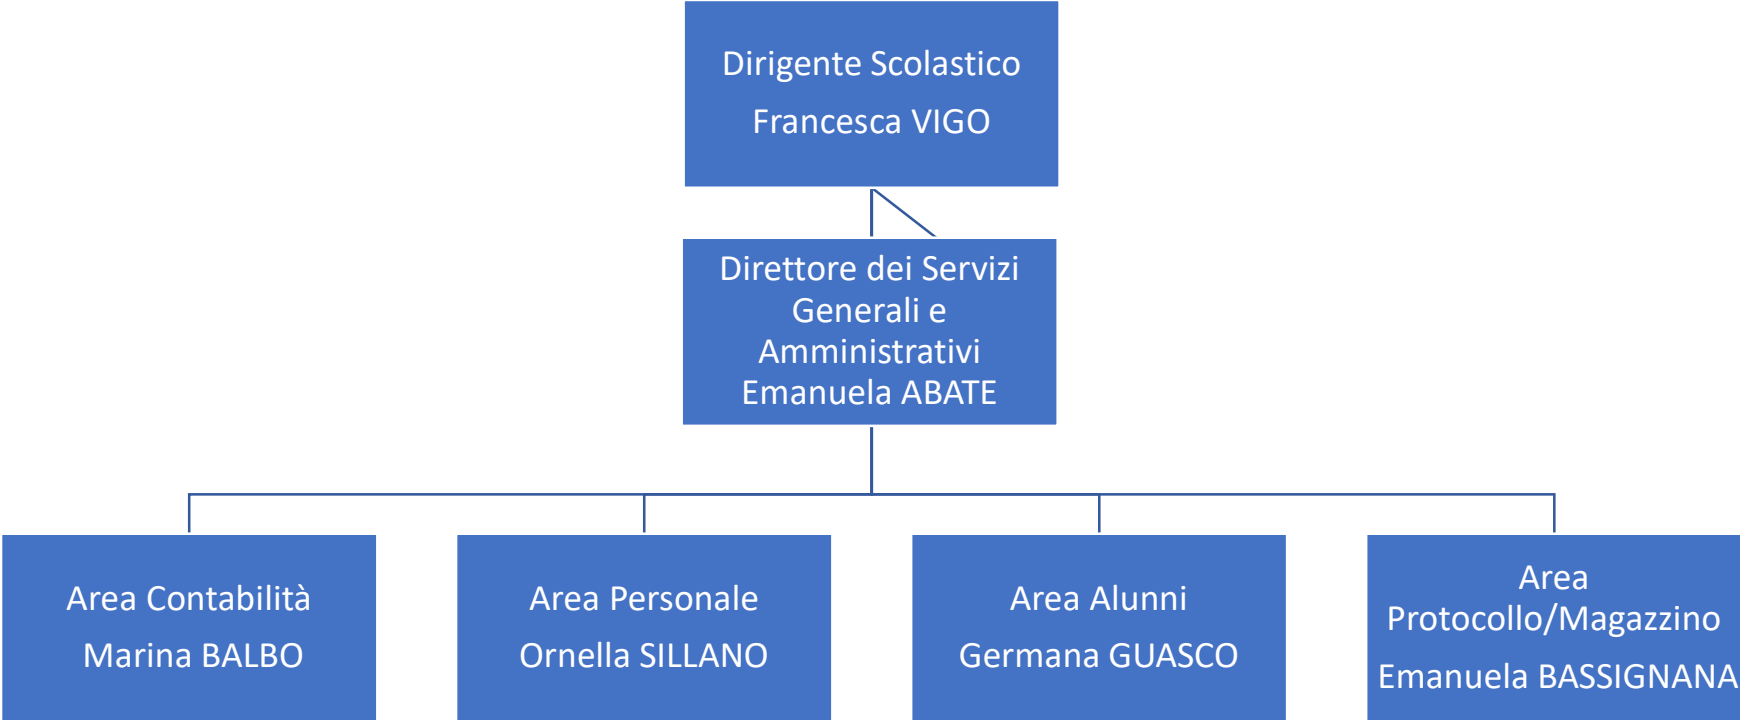 Dirigente Scolastico
Francesca VIGO
Direttore dei Servizi
Generali e
Amministrativi
Emanuela ABATE
Area Contabilità
Marina BALBO
Area Personale
Ornella SILLANO
Area Alunni
Germana GUASCO
Area
Protocollo/Magazzino
Emanuela BASSIGNANA